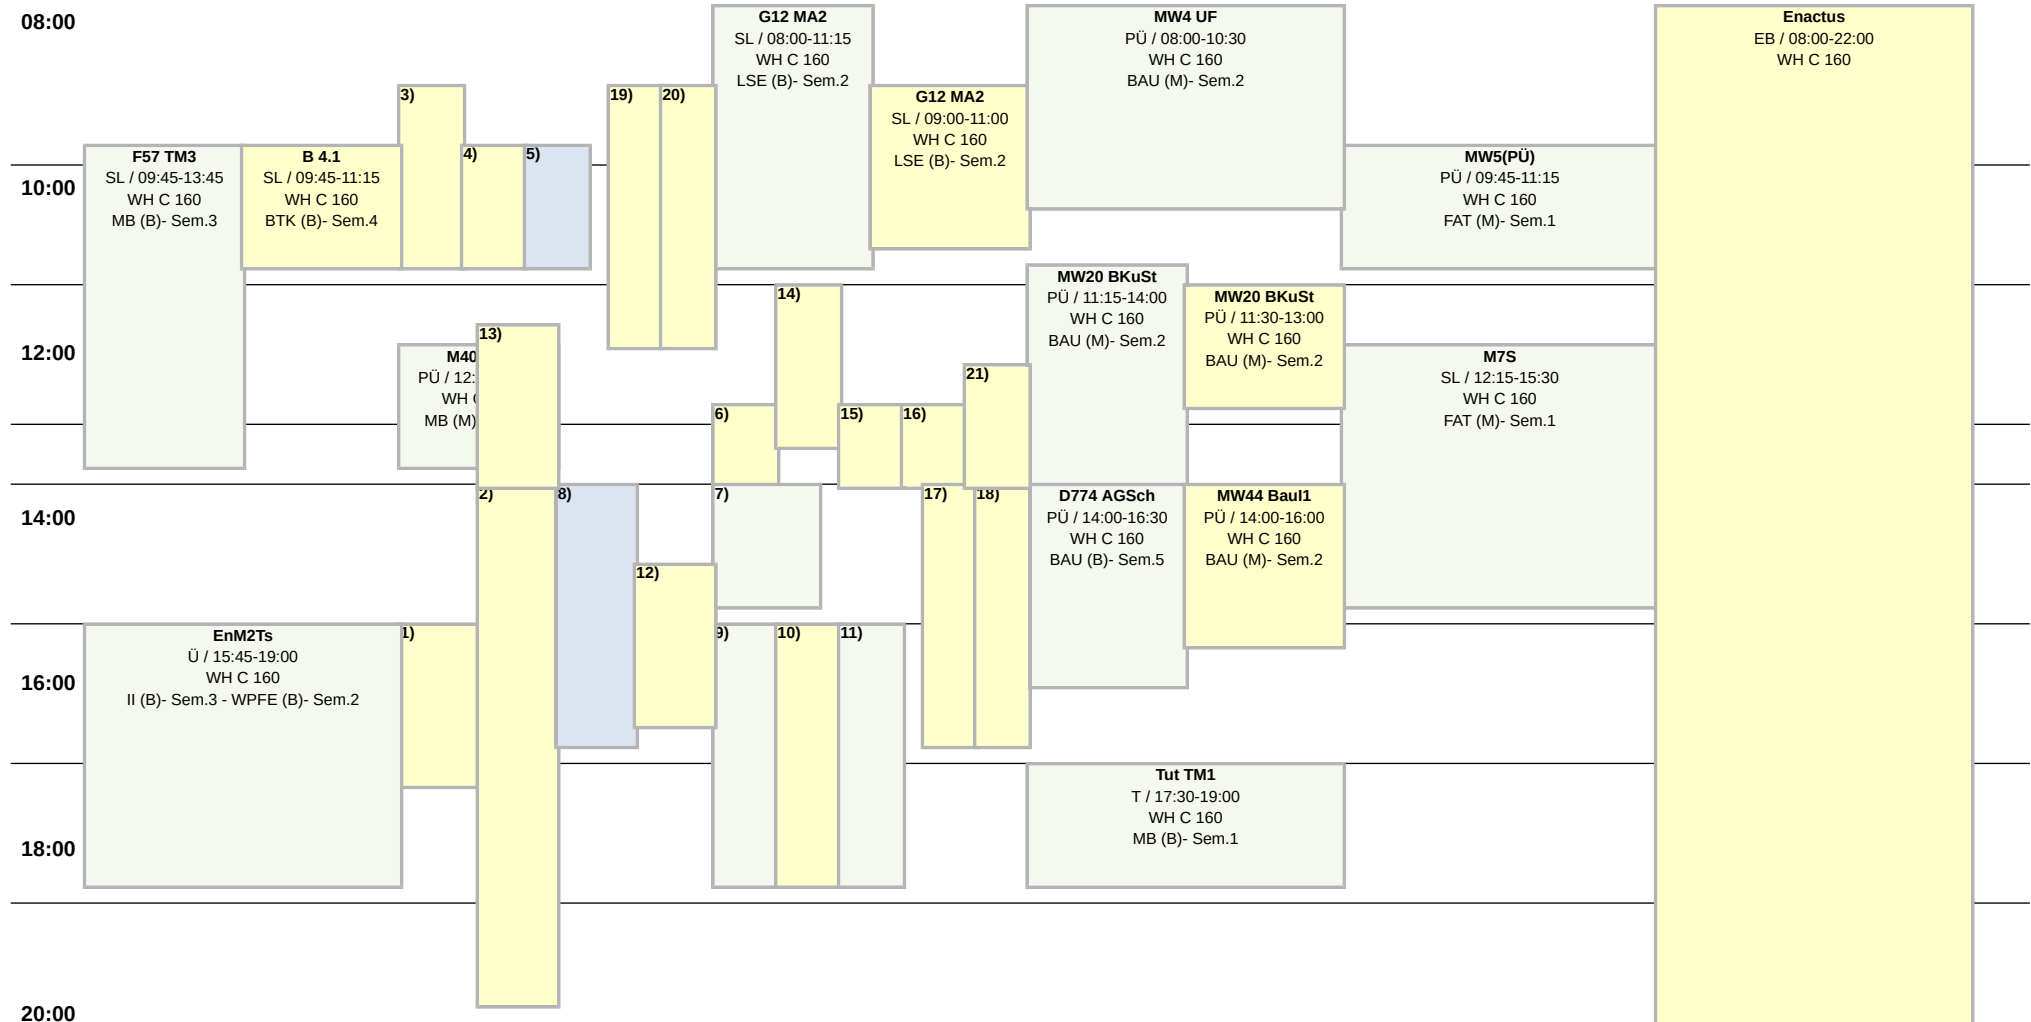 08:00
10:00
12:00
14:00
16:00
18:00
20:00
F57 TM3
SL / 09:45-13:45
WH C 160
MB (B)- Sem.3
B 4.1
SL / 09:45-11:15
WH C 160
BTK (B)- Sem.4
EnM2Ts
Ü / 15:45-19:00
WH C 160
II (B)- Sem.3 - WPFE (B)- Sem.2
1)
3)
4)
5)
M40
PÜ / 12:
WH
MB (M)
13)
2)
8)
12)
19)
20)
G12 MA2
SL / 08:00-11:15
WH C 160
LSE (B)- Sem.2
G12 MA2
SL / 09:00-11:00
WH C 160
LSE (B)- Sem.2
14)
6)
15)
16)
21)
7)
17)
18)
9)
10)
11)
MW4 UF
PÜ / 08:00-10:30
WH C 160
BAU (M)- Sem.2
MW20 BKuSt
PÜ / 11:15-14:00
WH C 160
BAU (M)- Sem.2
MW20 BKuSt
PÜ / 11:30-13:00
WH C 160
BAU (M)- Sem.2
D774 AGSch
PÜ / 14:00-16:30
WH C 160
BAU (B)- Sem.5
MW44 BauI1
PÜ / 14:00-16:00
WH C 160
BAU (M)- Sem.2
Tut TM1
T / 17:30-19:00
WH C 160
MB (B)- Sem.1
MW5(PÜ)
PÜ / 09:45-11:15
WH C 160
FAT (M)- Sem.1
M7S
SL / 12:15-15:30
WH C 160
FAT (M)- Sem.1
Enactus
EB / 08:00-22:00
WH C 160